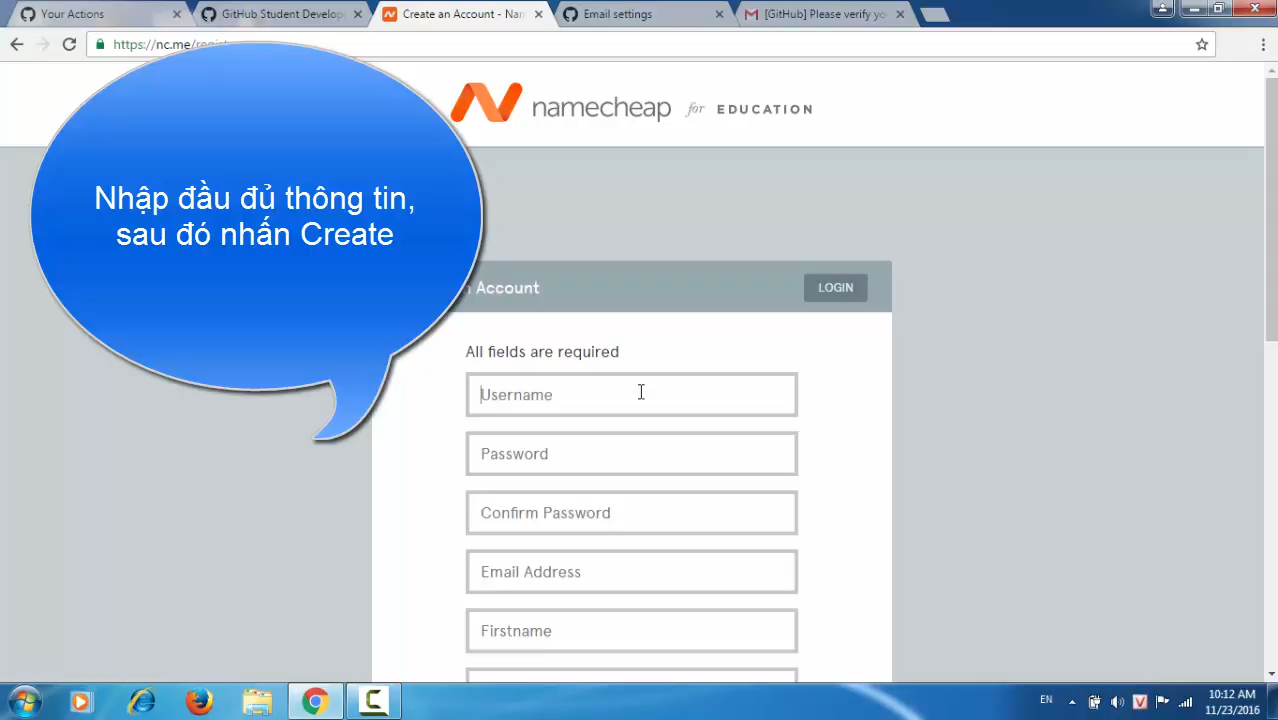 Your Actions
GitHub Student Develop
Create an Account - Nam
Email settings
[GitHub] Please verify yo
https://nc.me/regi
namecheap for EDUCATION
Nhập đầu đủ thông tin,
sau đó nhấn Create
Account
LOGIN
All fields are required
Username
Password
Confirm Password
Email Address
Firstname
EN
10:12 AM
11/23/2016